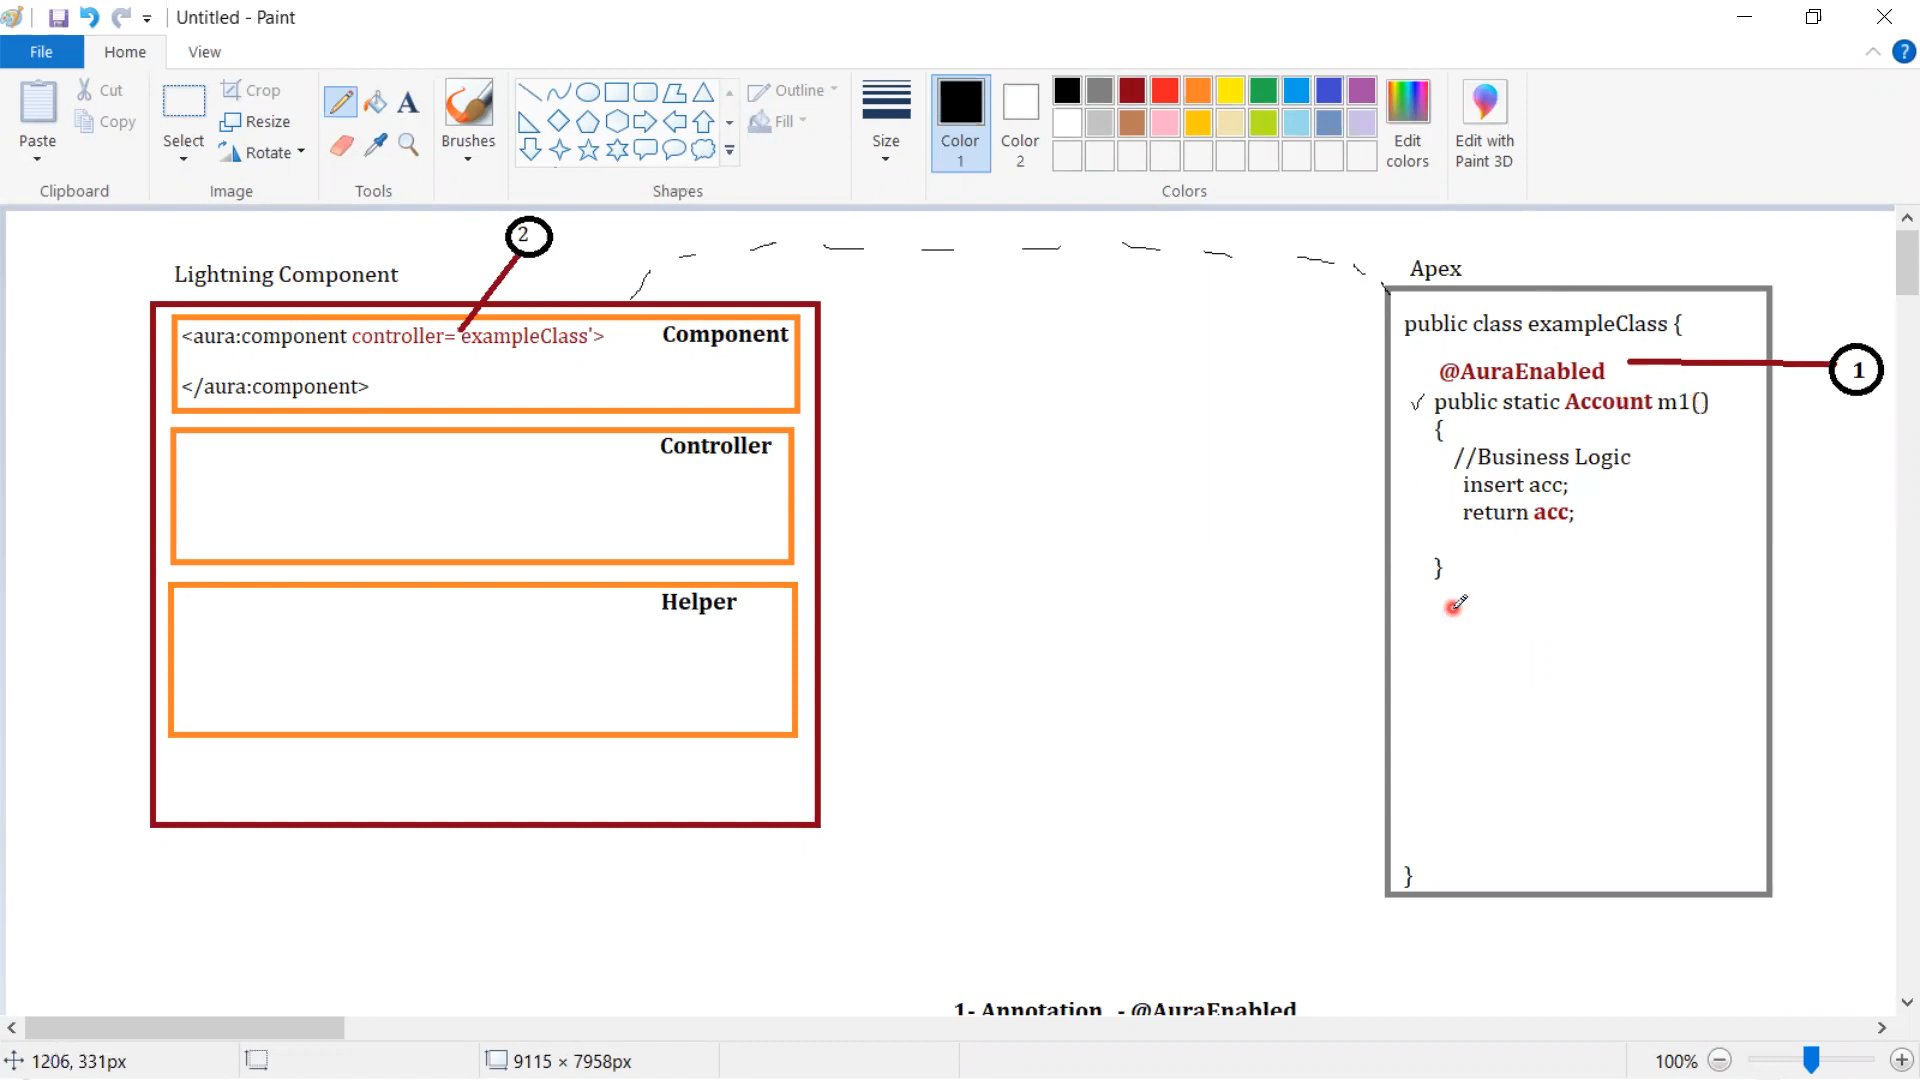 Untitled - Paint
File
Home
View
Paste
Cut
Copy
Clipboard
Select
Crop
Resize
Rotate
Image
Tools
Brushes
Shapes
Outline
Fill
Size
Color 1
Color 2
Colors
Edit colors
Edit with Paint 3D
2
Lightning Component
<aura:component controller='exampleClass'>
Component
</aura:component>
Controller
Helper
Apex
public class exampleClass {
@AuraEnabled
1
public static Account m1()
{
//Business Logic
insert acc;
return acc;
}
}
1- Annotation - @AuraEnabled
1206, 331px
9115 × 7958px
100%